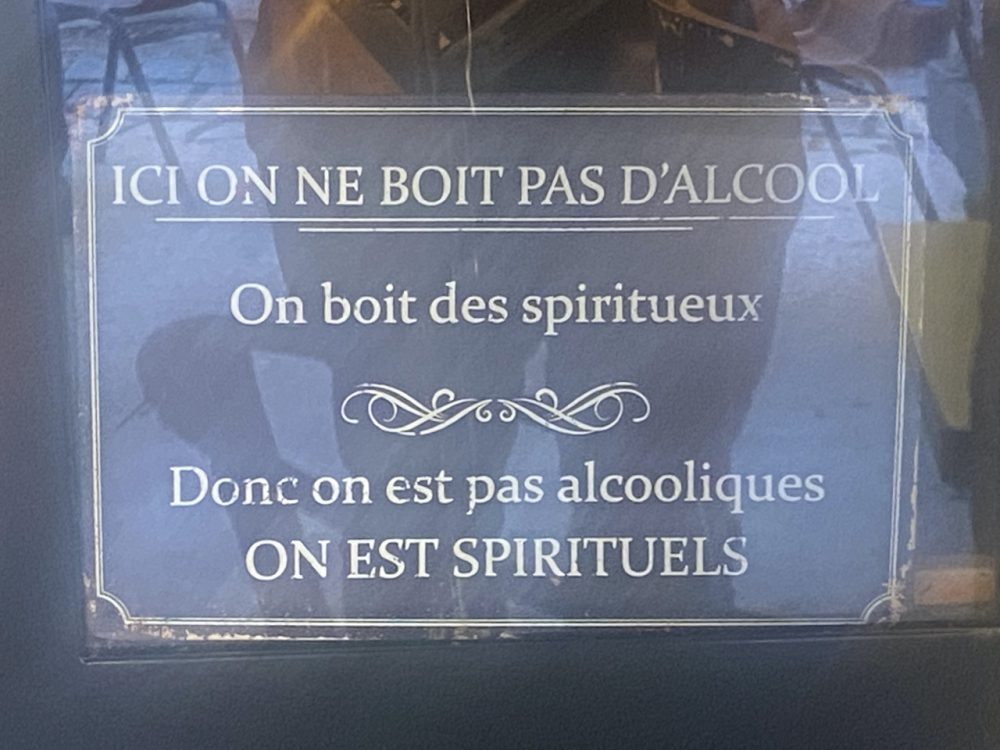 ICI ON NE BOIT PAS D'ALCOOL
On boit des spiritueux
Donc on est pas alcooliques
ON EST SPIRITUELS